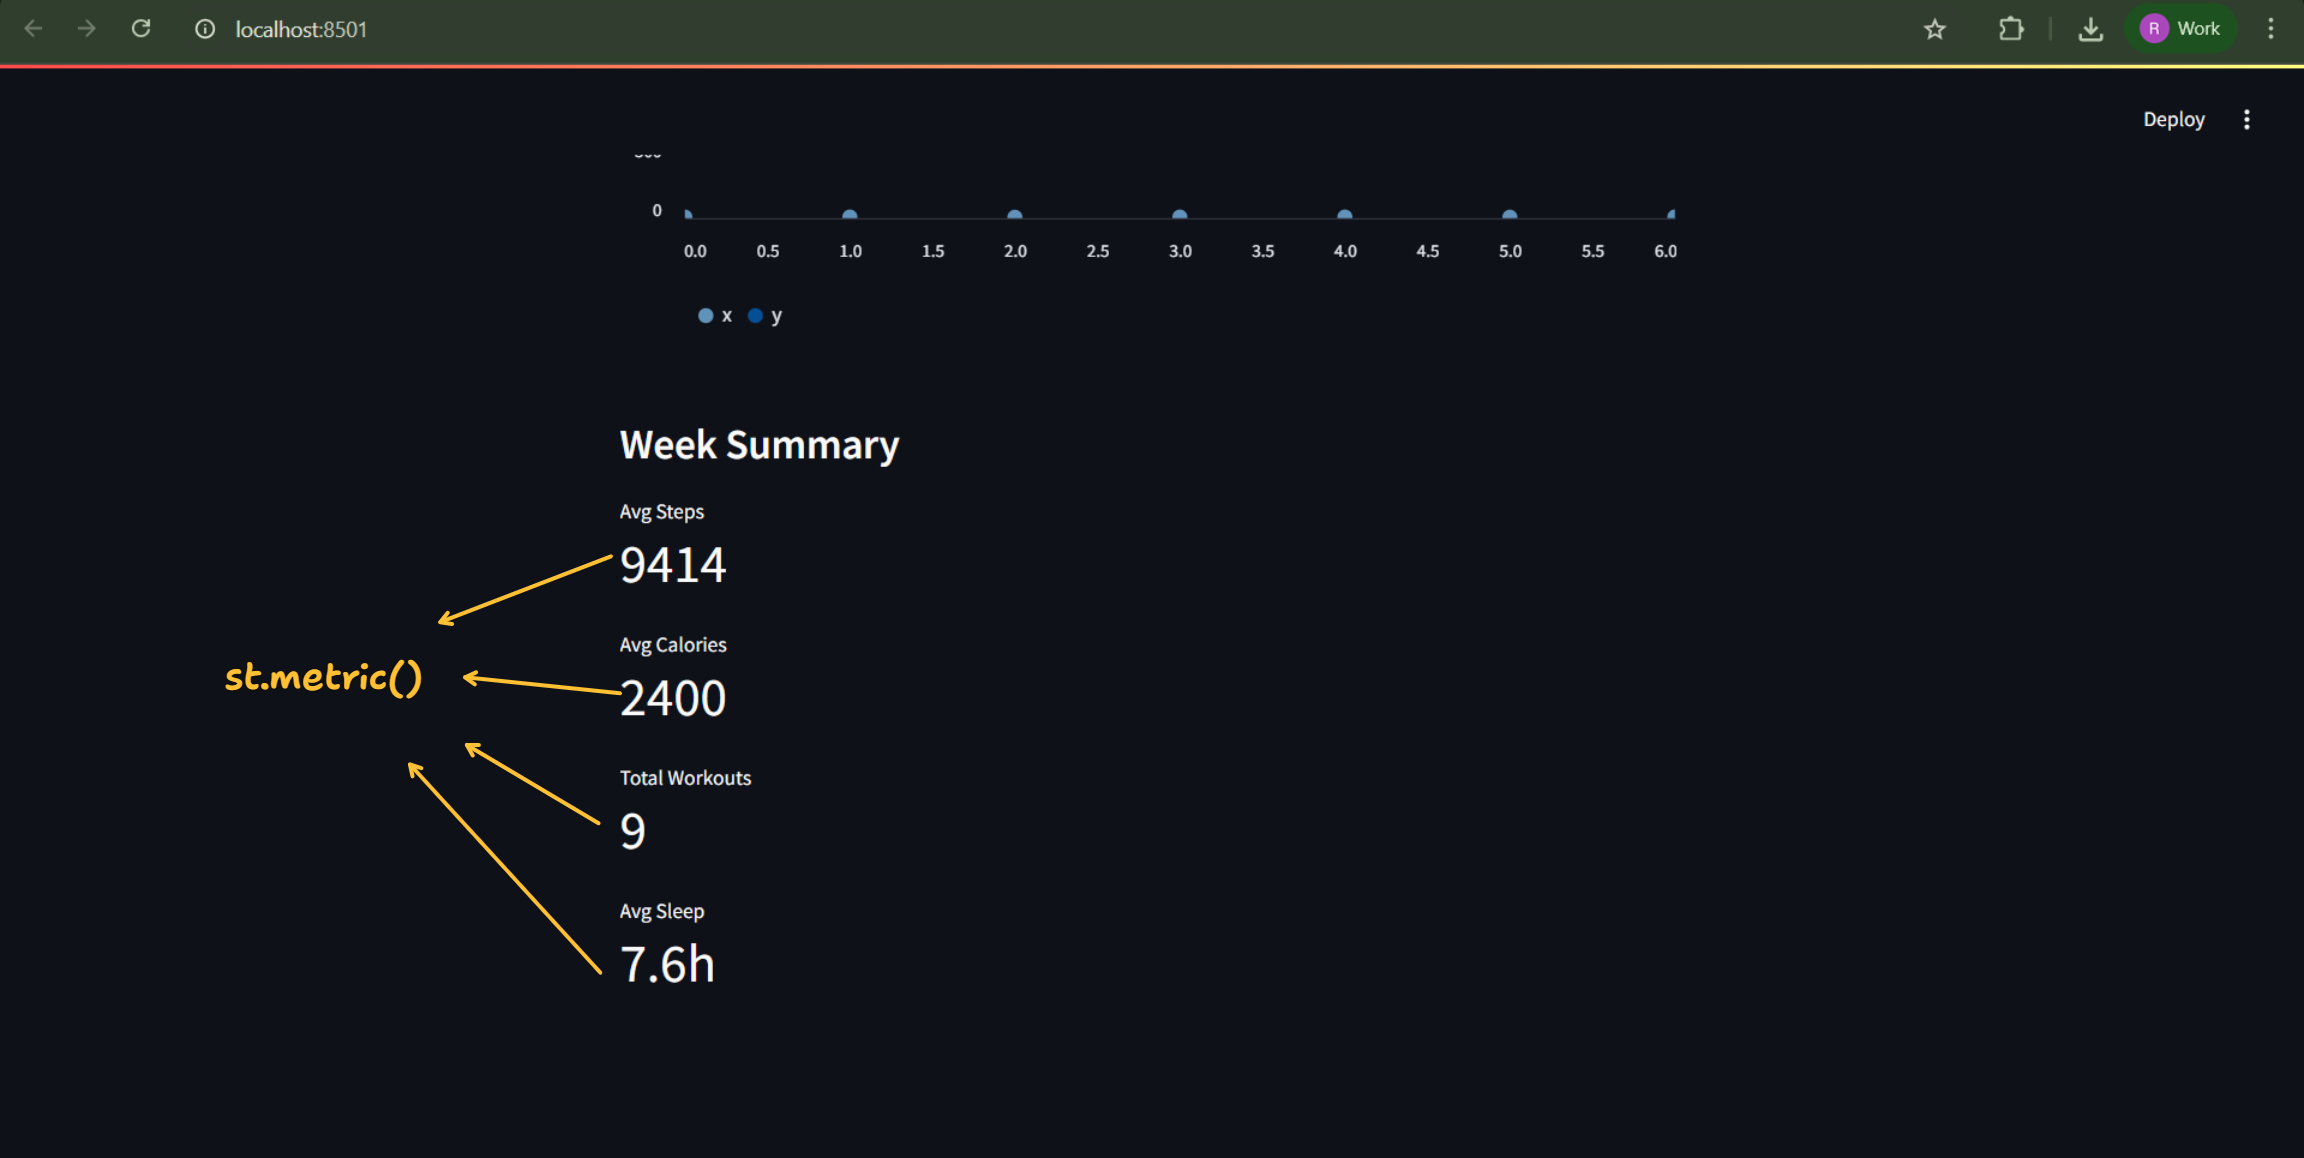 localhost:8501
Work
Deploy
0
0.0 0.5 1.0 1.5 2.0 2.5 3.0 3.5 4.0 4.5 5.0 5.5 6.0
x y
Week Summary
Avg Steps
9414
st.metric()
Avg Calories
2400
Total Workouts
9
Avg Sleep
7.6h